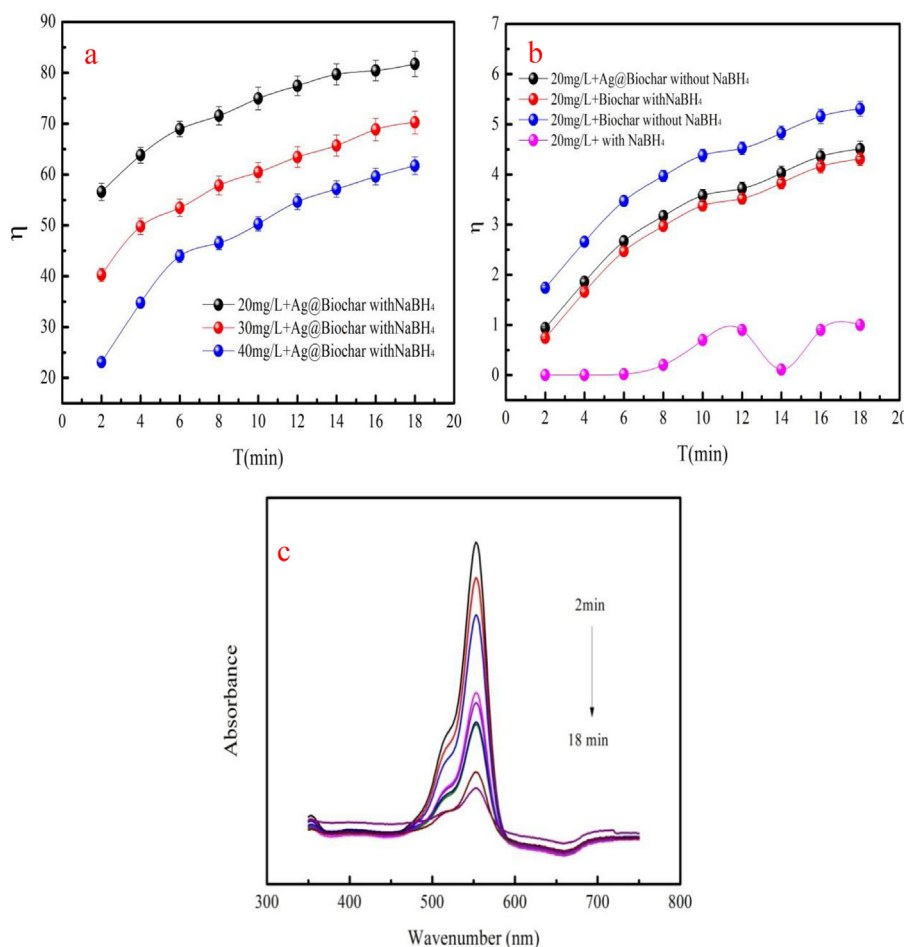 a
90
80
70
60
50
40
30
20
η
20mg/L+Ag@Biochar withNaBH₄
30mg/L+Ag@Biochar withNaBH₄
40mg/L+Ag@Biochar withNaBH₄
0 2 4 6 8 10 12 14 16 18 20
T(min)
b
7
6
5
4
3
2
1
0
η
20mg/L+Ag@Biochar without NaBH₄
20mg/L+Biochar withNaBH₄
20mg/L+Biochar without NaBH₄
20mg/L+ with NaBH₄
0 2 4 6 8 10 12 14 16 18 20
T(min)
c
Absorbance
2min
18 min
300 400 500 600 700 800
Wavenumber (nm)